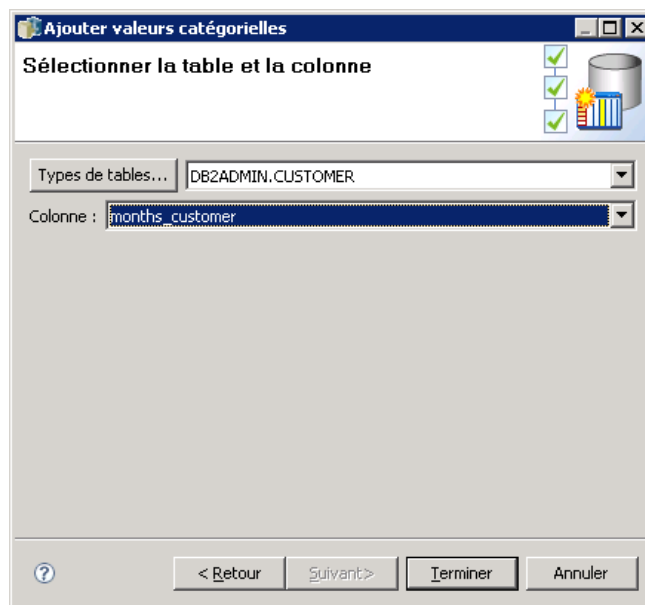 Ajouter valeurs catégorielles
Sélectionner la table et la colonne
Types de tables... DB2ADMIN.CUSTOMER
Colonne : months_customer
? < Retour Suivant> Terminer Annuler